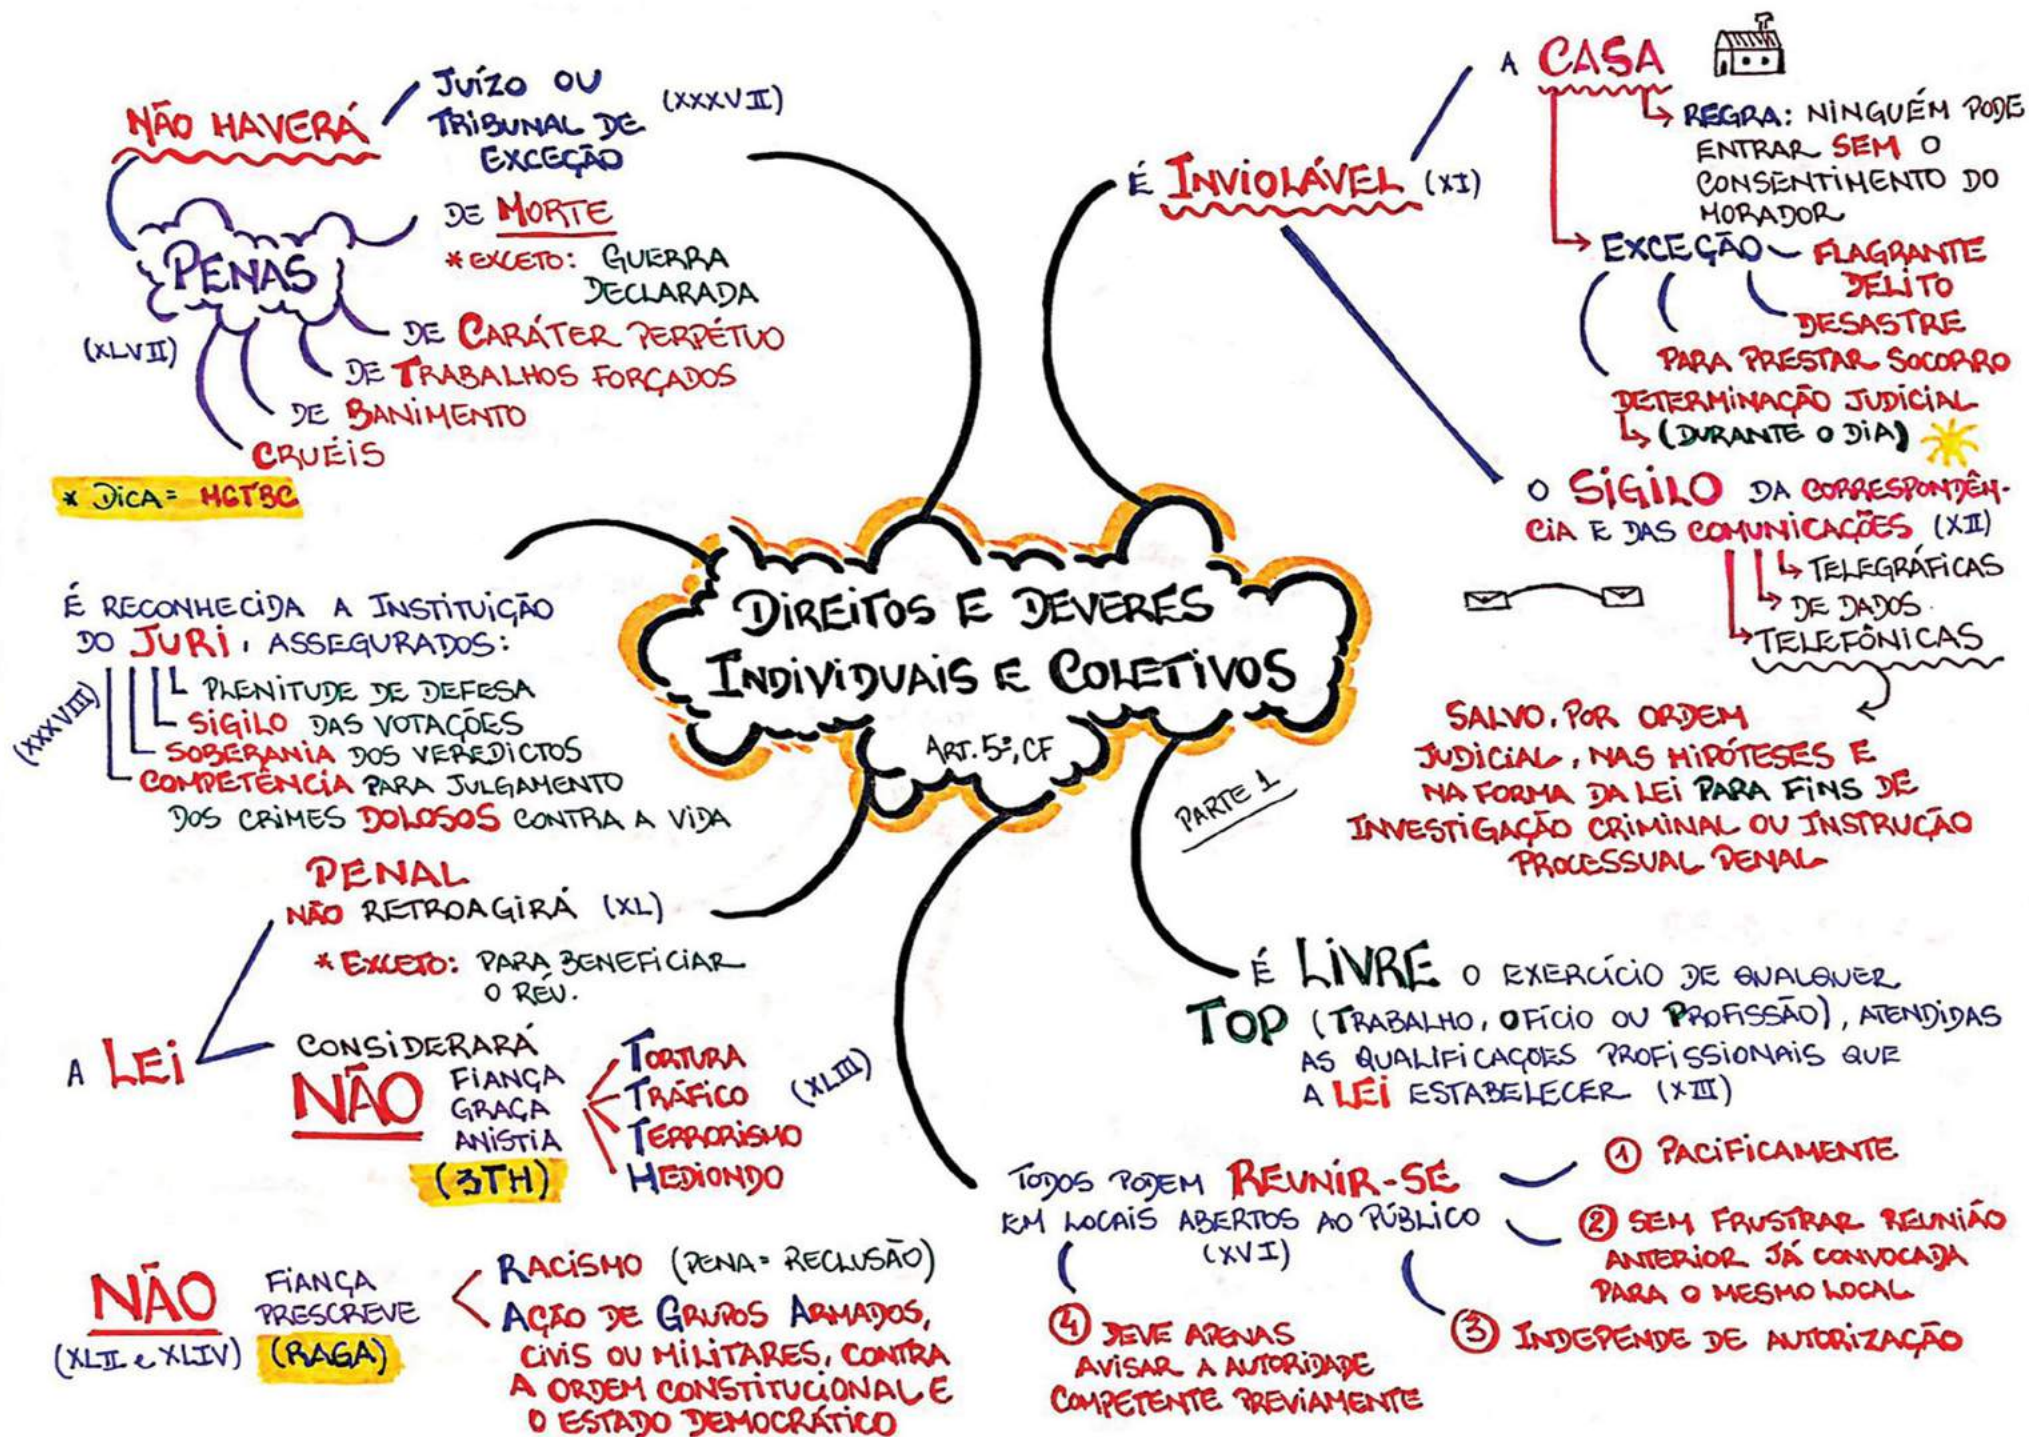 DIREITOS E DEVERES
INDIVIDUAIS E COLETIVOS
ART. 5º, CF
PARTE 1
NÃO HAVERÁ
JUÍZO OU
TRIBUNAL DE
EXCEÇÃO
(XXXVII)
PENAS
(XLVII)
DE MORTE
* EXCETO: GUERRA
DECLARADA
DE CARÁTER PERPÉTUO
DE TRABALHOS FORÇADOS
DE BANIMENTO
CRUÉIS
* DICA = MCTBC
É RECONHECIDA A INSTITUIÇÃO
DO JURI, ASSEGURADOS:
(XXXVIII)
PLENITUDE DE DEFESA
SIGILO DAS VOTAÇÕES
SOBERANIA DOS VEREDICTOS
COMPETÊNCIA PARA JULGAMENTO
DOS CRIMES DOLOSOS CONTRA A VIDA
A LEI
PENAL
NÃO RETROAGIRÁ (XL)
* EXCETO: PARA BENEFICIAR
O RÉU.
CONSIDERARÁ
NÃO
FIANÇA
GRAÇA
ANISTIA
(3TH)
TORTURA
TRÁFICO
TERRORISMO
HEDIONDO
(XLIII)
NÃO
(XLII e XLIV)
FIANÇA
PRESCREVE
(RAGA)
RACISMO (PENA = RECLUSÃO)
AÇÃO DE GRUPOS ARMADOS,
CIVIS OU MILITARES, CONTRA
A ORDEM CONSTITUCIONAL E
O ESTADO DEMOCRÁTICO
É INVIOLÁVEL (XI)
A CASA
REGRA: NINGUÉM PODE
ENTRAR SEM O
CONSENTIMENTO DO
MORADOR
EXCEÇÃO
FLAGRANTE
DELITO
DESASTRE
PARA PRESTAR SOCORRO
DETERMINAÇÃO JUDICIAL
(DURANTE O DIA)
O SIGILO DA CORRESPONDÊN-
CIA E DAS COMUNICAÇÕES (XII)
TELEGRÁFICAS
DE DADOS
TELEFÔNICAS
SALVO, POR ORDEM
JUDICIAL, NAS HIPÓTESES E
NA FORMA DA LEI PARA FINS DE
INVESTIGAÇÃO CRIMINAL OU INSTRUÇÃO
PROCESSUAL PENAL
É LIVRE O EXERCÍCIO DE QUALQUER
TOP (TRABALHO, OFÍCIO OU PROFISSÃO), ATENDIDAS
AS QUALIFICAÇOES PROFISSIONAIS QUE
A LEI ESTABELECER (XIII)
TODOS PODEM REUNIR-SE
EM LOCAIS ABERTOS AO PÚBLICO
(XVI)
1 PACIFICAMENTE
2 SEM FRUSTRAR REUNIÃO
ANTERIOR JÁ CONVOCADA
PARA O MESMO LOCAL
3 INDEPENDE DE AUTORIZAÇÃO
4 DEVE APENAS
AVISAR A AUTORIDADE
COMPETENTE PREVIAMENTE